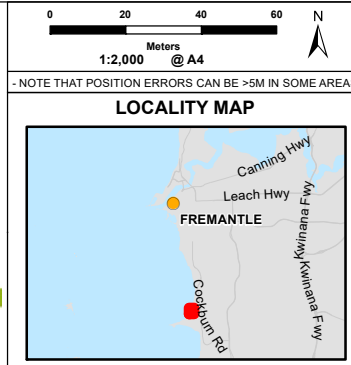 0 20 40 60
N
Meters
1:2,000 @ A4
- NOTE THAT POSITION ERRORS CAN BE >5M IN SOME AREAS
LOCALITY MAP
Canning Hwy
Leach Hwy
FREMANTLE
Kwinana Fwy
Kwinana Fwy
Cockburn Rd